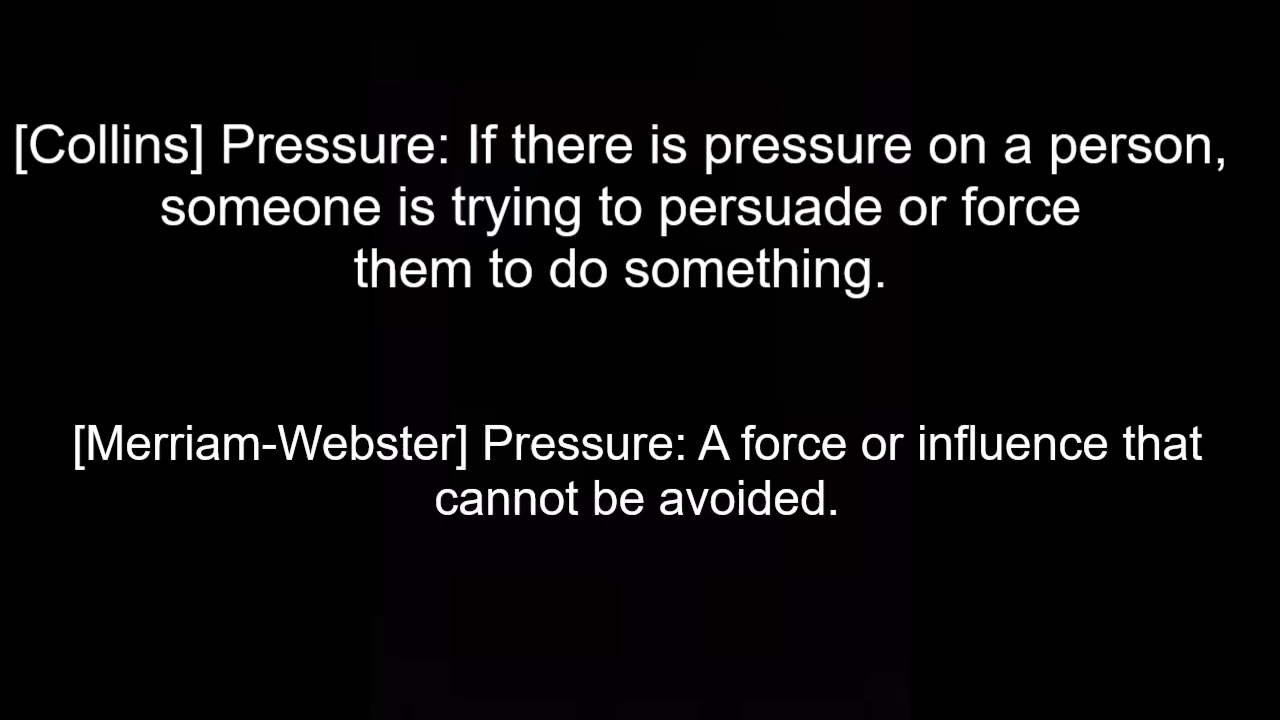 [Collins] Pressure: If there is pressure on a person,
someone is trying to persuade or force
them to do something.
[Merriam-Webster] Pressure: A force or influence that
cannot be avoided.